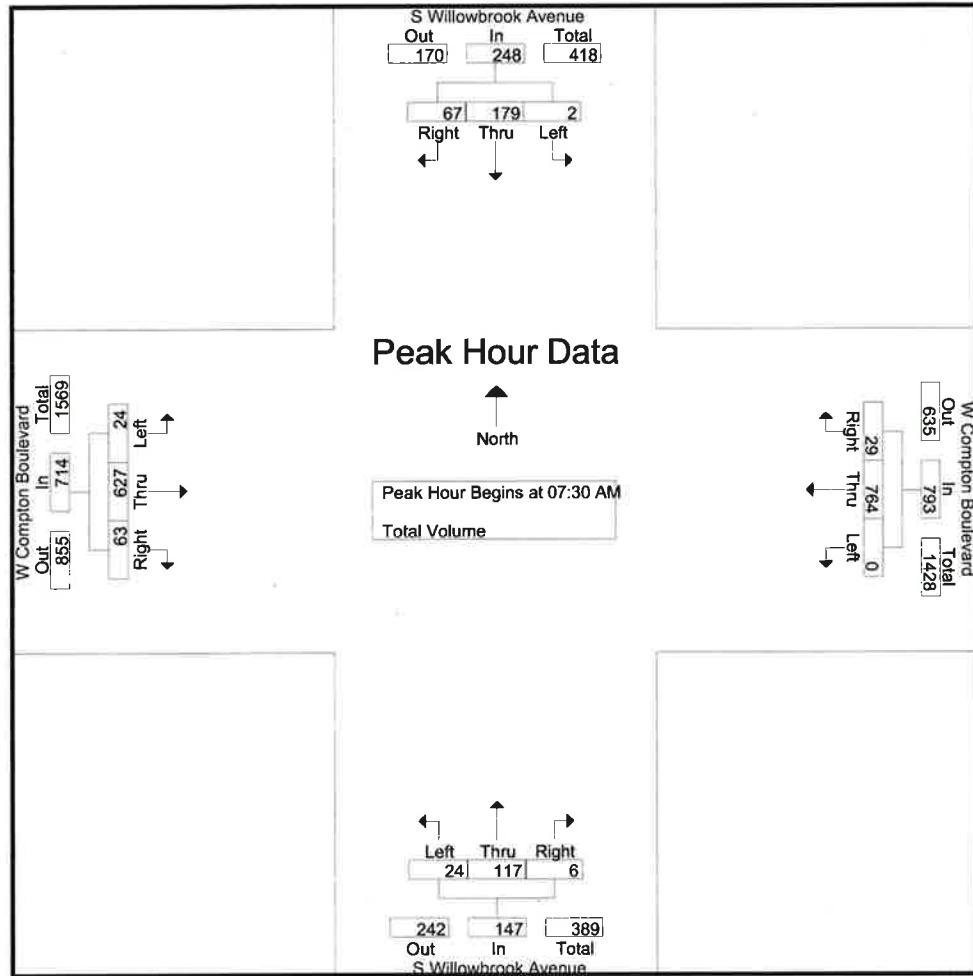 S Willowbrook Avenue
Out In Total
170 248 418
67 179 2
Right Thru Left
Peak Hour Data
North
Peak Hour Begins at 07:30 AM
Total Volume
W Compton Boulevard
Total In Out
1569 714 855
24 627 63
Left Thru Right
W Compton Boulevard
Out In Total
635 793 1428
29 764 0
Right Thru Left
Left Thru Right
24 117 6
242 147 389
Out In Total
S Willowbrook Avenue